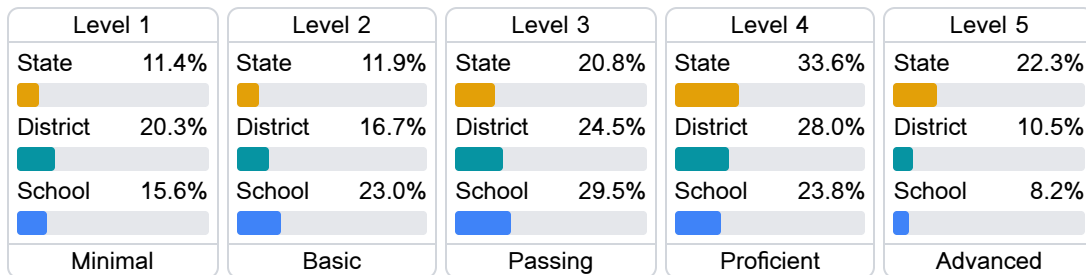 Level 1
State 11.4%
District 20.3%
School 15.6%
Minimal
Level 2
State 11.9%
District 16.7%
School 23.0%
Basic
Level 3
State 20.8%
District 24.5%
School 29.5%
Passing
Level 4
State 33.6%
District 28.0%
School 23.8%
Proficient
Level 5
State 22.3%
District 10.5%
School 8.2%
Advanced